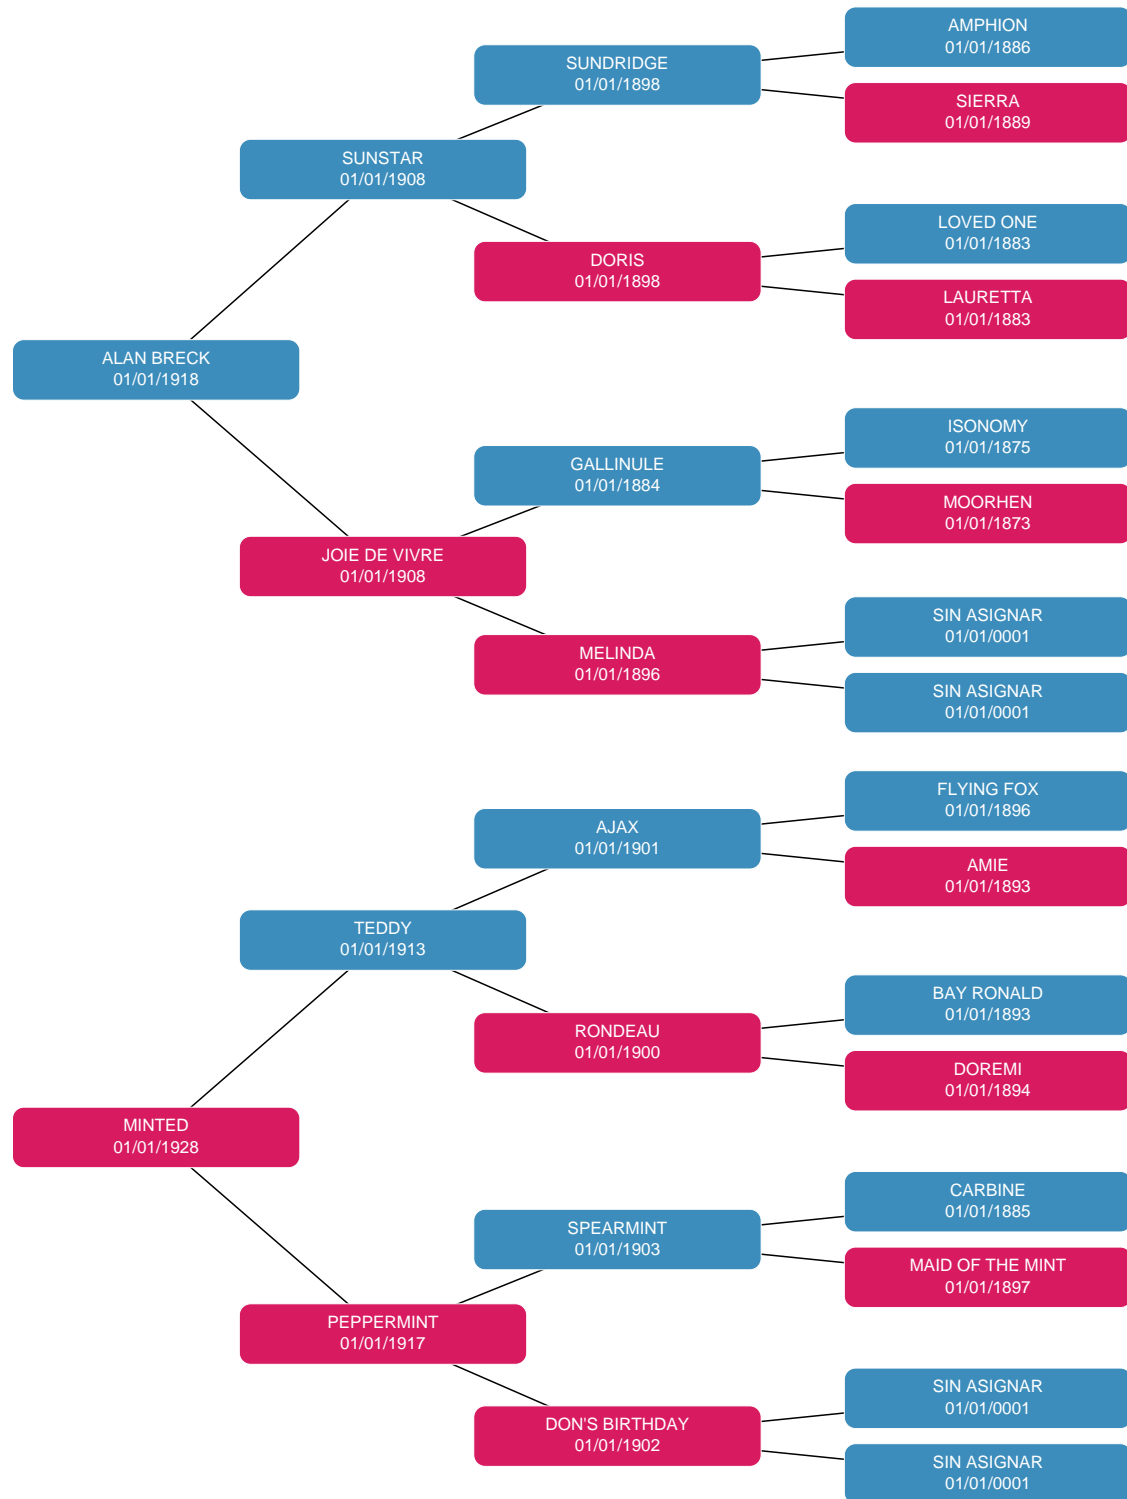 AMPHION
01/01/1886
SUNDRIDGE
01/01/1898
SIERRA
01/01/1889
SUNSTAR
01/01/1908
LOVED ONE
01/01/1883
DORIS
01/01/1898
LAURETTA
01/01/1883
ALAN BRECK
01/01/1918
ISONOMY
01/01/1875
GALLINULE
01/01/1884
MOORHEN
01/01/1873
JOIE DE VIVRE
01/01/1908
SIN ASIGNAR
01/01/0001
MELINDA
01/01/1896
SIN ASIGNAR
01/01/0001
FLYING FOX
01/01/1896
AJAX
01/01/1901
AMIE
01/01/1893
TEDDY
01/01/1913
BAY RONALD
01/01/1893
RONDEAU
01/01/1900
DOREMI
01/01/1894
MINTED
01/01/1928
CARBINE
01/01/1885
SPEARMINT
01/01/1903
MAID OF THE MINT
01/01/1897
PEPPERMINT
01/01/1917
SIN ASIGNAR
01/01/0001
DON'S BIRTHDAY
01/01/1902
SIN ASIGNAR
01/01/0001